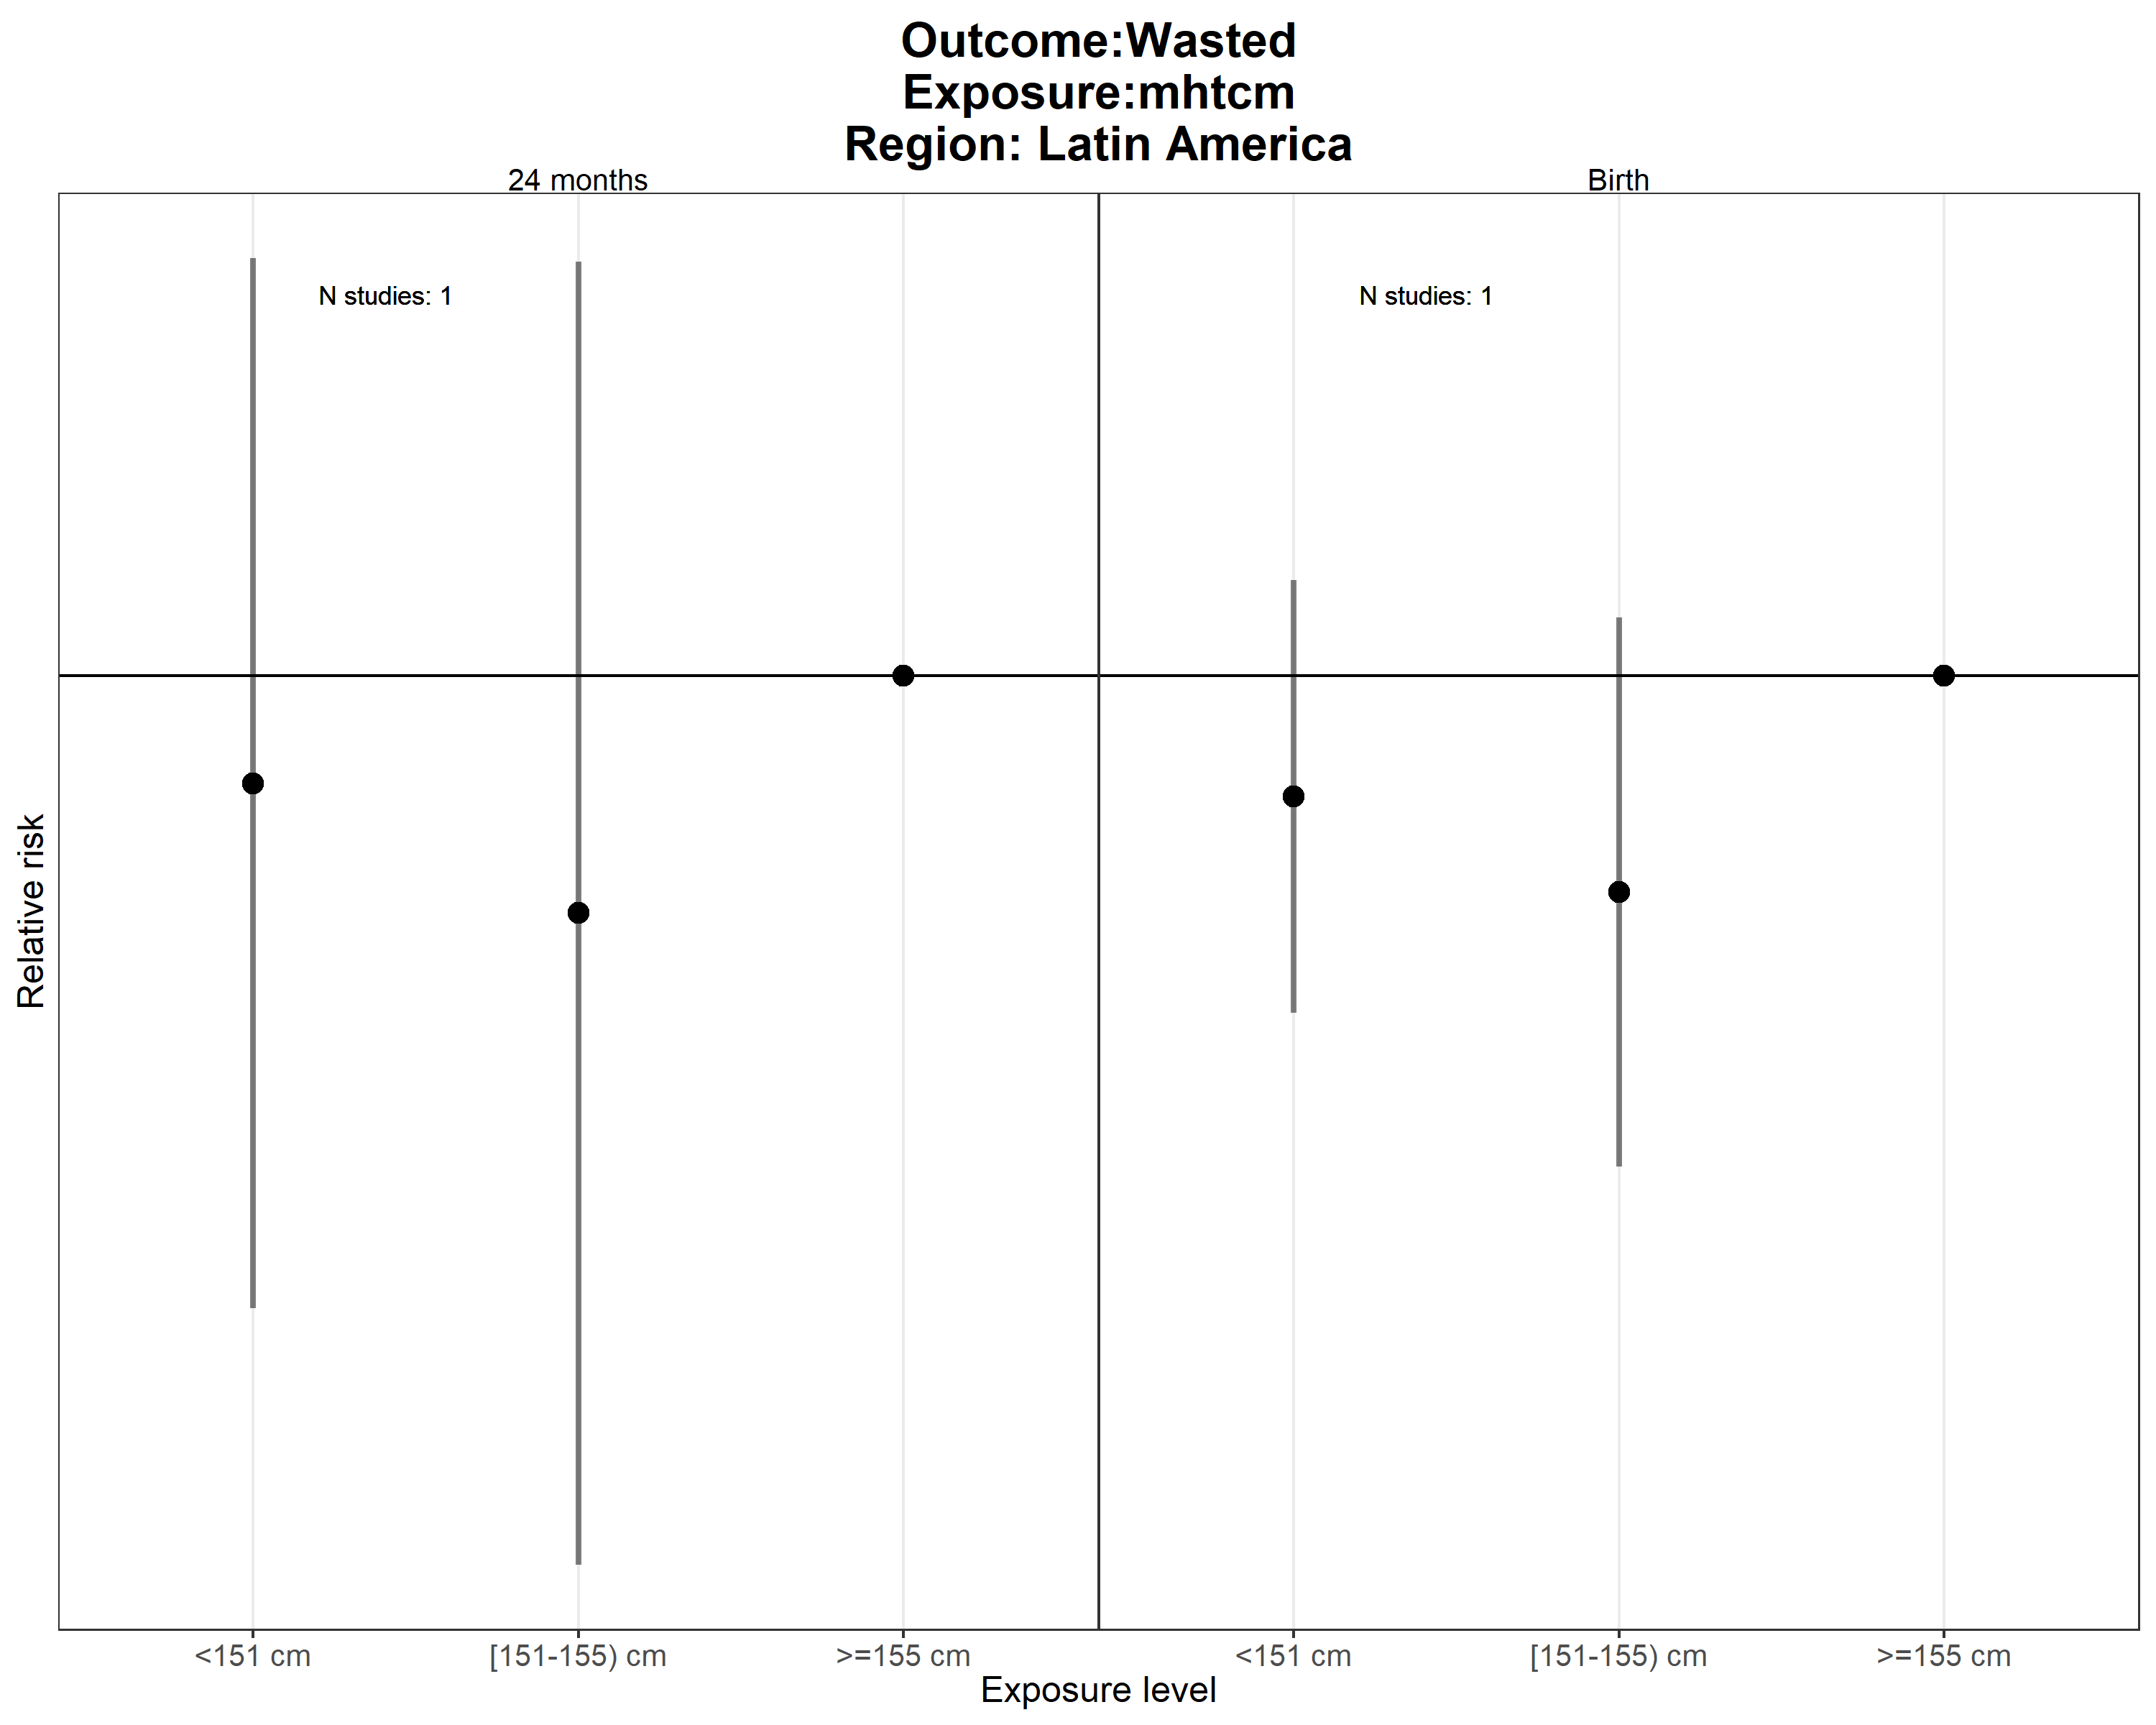 Outcome:Wasted
Exposure:mhtcm
Region: Latin America
24 months
Birth
N studies: 1
N studies: 1
Relative risk
<151 cm
[151-155) cm
>=155 cm
<151 cm
[151-155) cm
>=155 cm
Exposure level